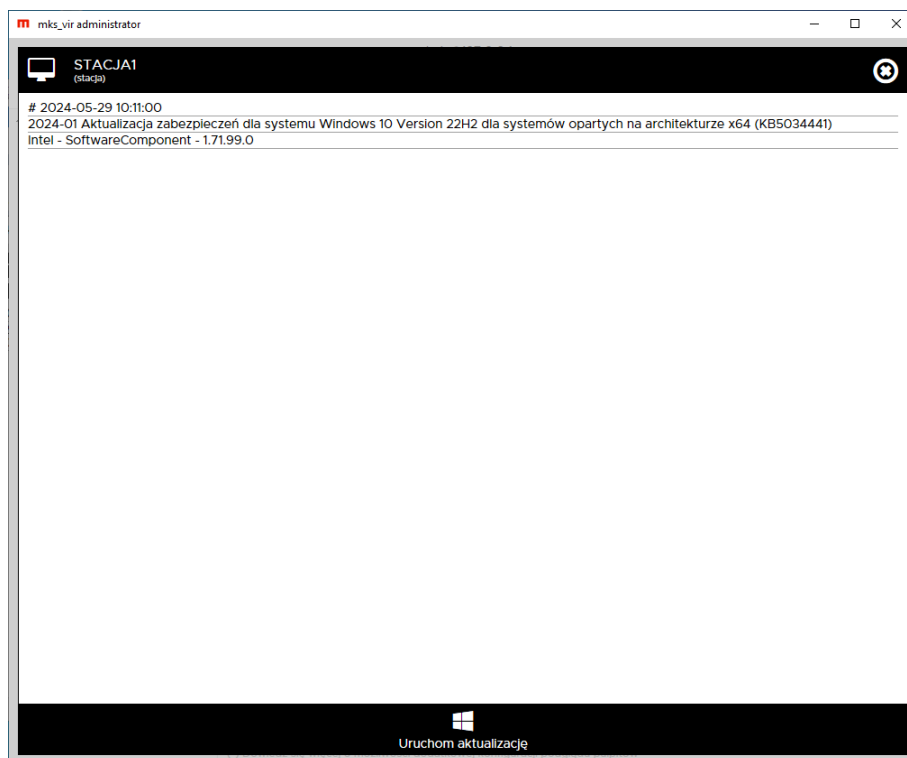 mks_vir administrator
STACJA1
(stacja)
# 2024-05-29 10:11:00
2024-01 Aktualizacja zabezpieczeń dla systemu Windows 10 Version 22H2 dla systemów opartych na architekturze x64 (KB5034441)
Intel - SoftwareComponent - 1.71.99.0
Uruchom aktualizację